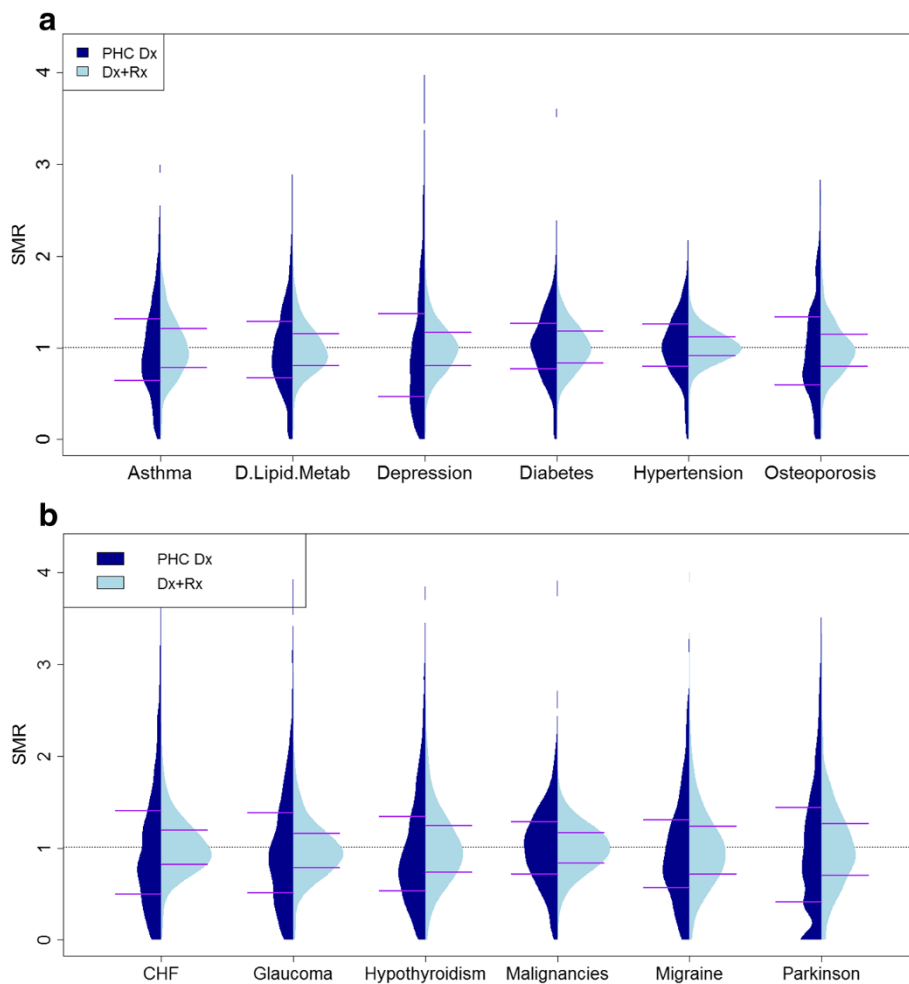 a
PHC Dx
Dx+Rx
4
3
2
1
0
SMR
Asthma D.Lipid.Metab Depression Diabetes Hypertension Osteoporosis
b
PHC Dx
Dx+Rx
4
3
2
1
0
SMR
CHF Glaucoma Hypothyroidism Malignancies Migraine Parkinson